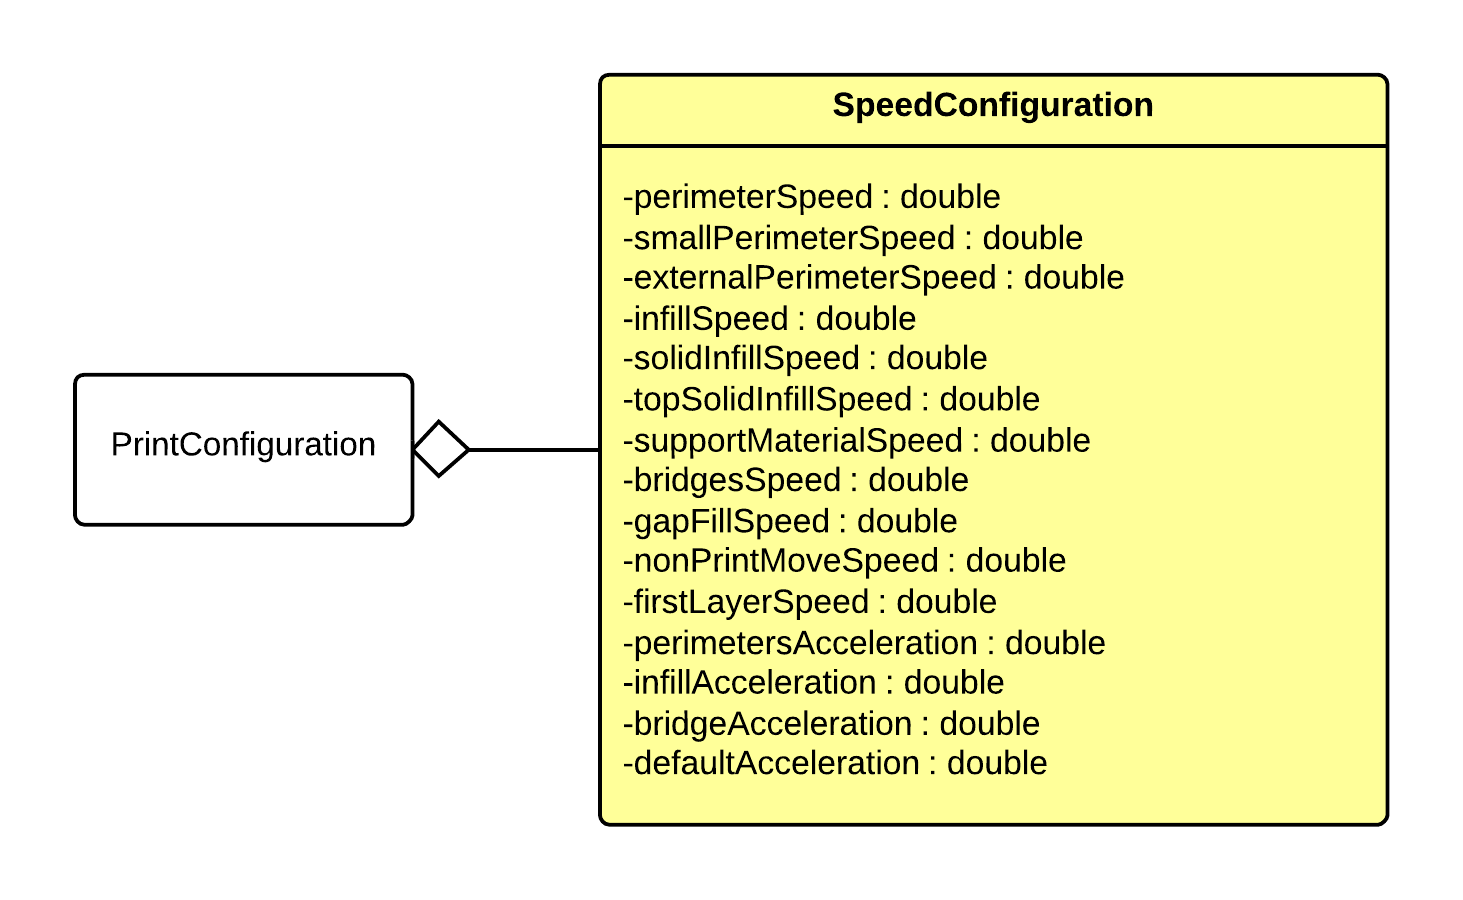 SpeedConfiguration
-perimeterSpeed : double
-smallPerimeterSpeed : double
-externalPerimeterSpeed : double
-infillSpeed : double
-solidInfillSpeed : double
-topSolidInfillSpeed : double
-supportMaterialSpeed : double
-bridgesSpeed : double
-gapFillSpeed : double
-nonPrintMoveSpeed : double
-firstLayerSpeed : double
-perimetersAcceleration : double
-infillAcceleration : double
-bridgeAcceleration : double
-defaultAcceleration : double
PrintConfiguration